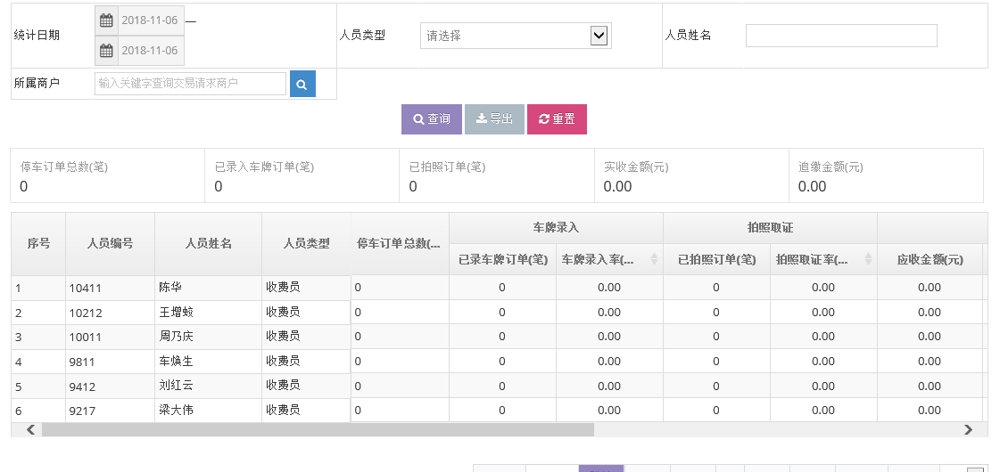 统计日期
2018-11-06 —
2018-11-06
人员类型
请选择
人员姓名
所属商户
输入关键字查询交易请求商户
查询
导出
重置
停车订单总数(笔)
0
已录入车牌订单(笔)
0
已拍照订单(笔)
0
实收金额(元)
0.00
追缴金额(元)
0.00
序号 人员编号 人员姓名 人员类型 停车订单总数(... 车牌录入 拍照取证
已录车牌订单(笔) 车牌录入率(... 已拍照订单(笔) 拍照取证率(... 应收金额(元)
1 10411 陈华 收费员 0 0 0.00 0 0.00 0.00
2 10212 王增 收费员 0 0 0.00 0 0.00 0.00
3 10011 周乃庆 收费员 0 0 0.00 0 0.00 0.00
4 9811 车焕生 收费员 0 0 0.00 0 0.00 0.00
5 9412 刘红云 收费员 0 0 0.00 0 0.00 0.00
6 9217 梁大伟 收费员 0 0 0.00 0 0.00 0.00